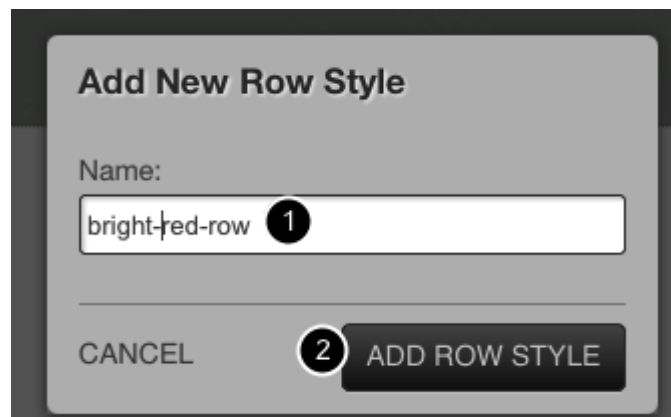 Add New Row Style
Name:
bright-red-row 1
CANCEL 2 ADD ROW STYLE